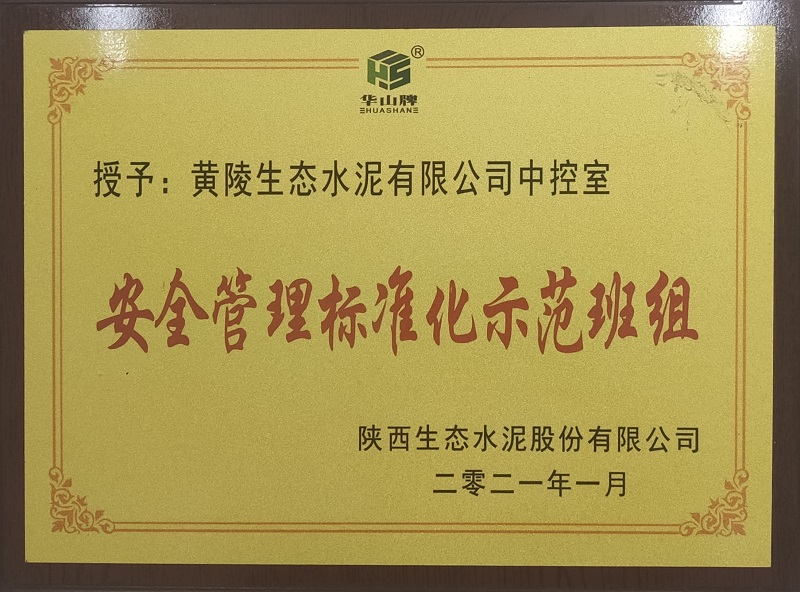 HS®
华山牌
HUASHAN
授予：黄陵生态水泥有限公司中控室
安全管理标准化示范班组
陕西生态水泥股份有限公司
二零二一年一月